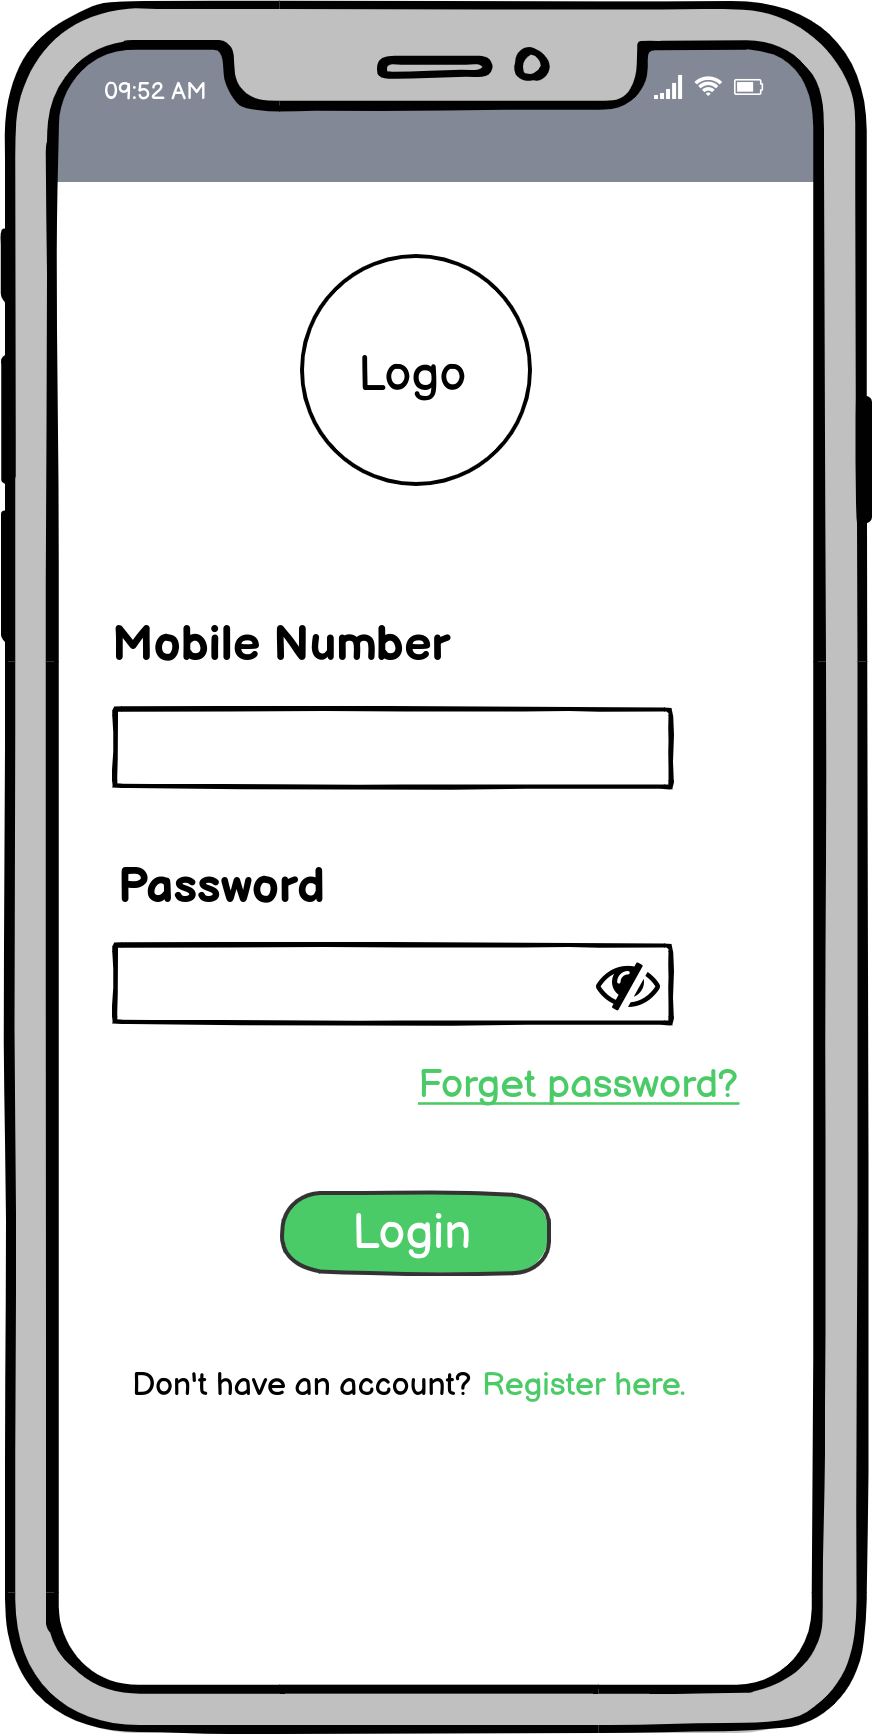 09:52 AM
Logo
Mobile Number
Password
Forget password?
Login
Don't have an account? Register here.